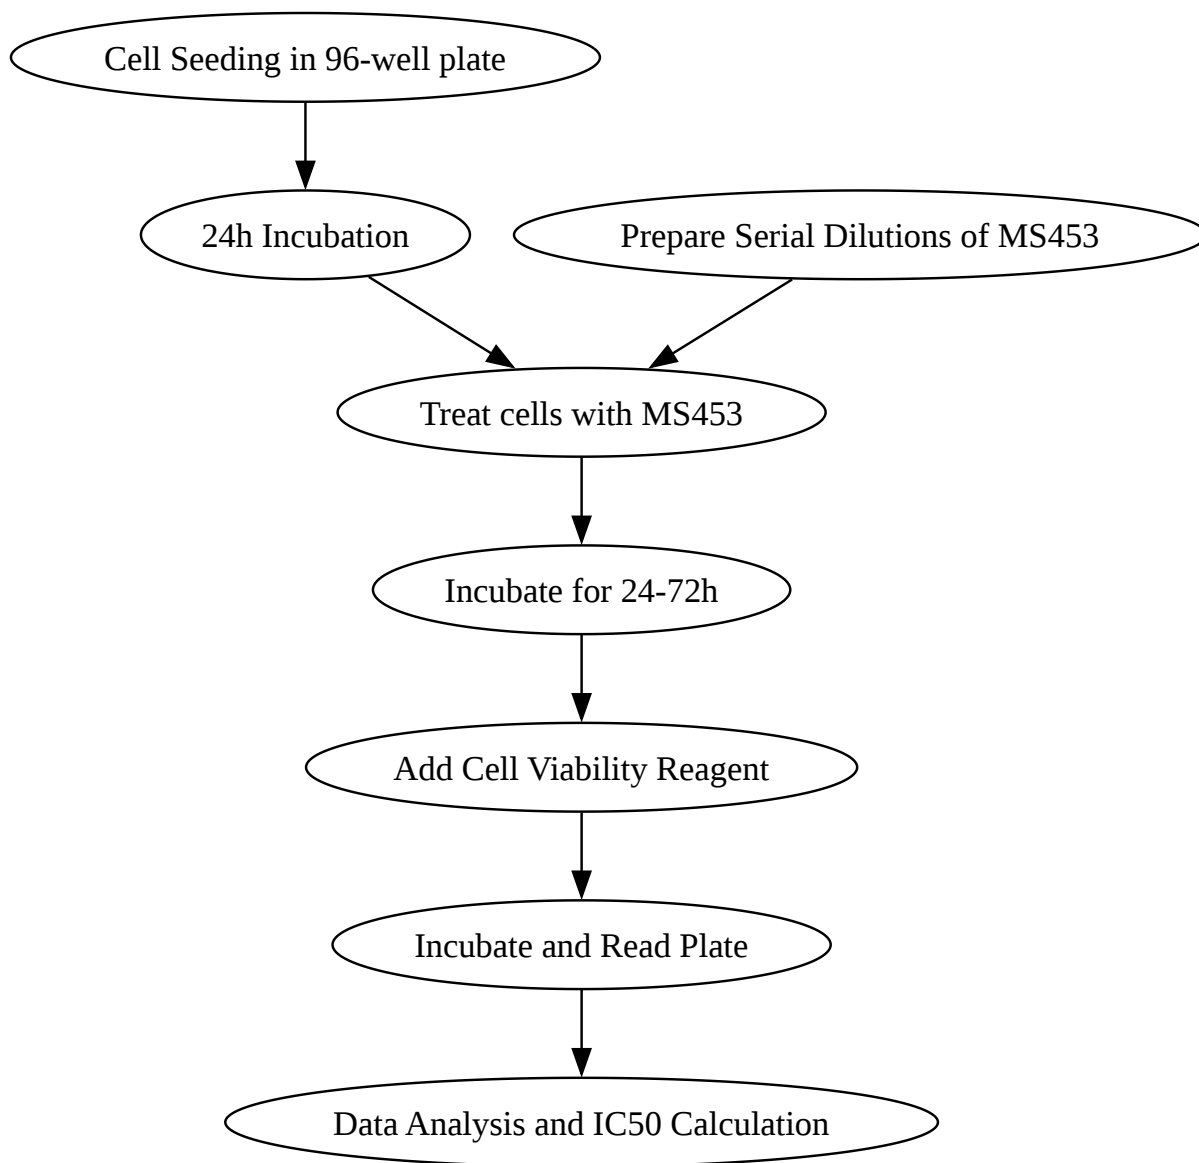 Cell Seeding in 96-well plate
24h Incubation
Prepare Serial Dilutions of MS453
Treat cells with MS453
Incubate for 24-72h
Add Cell Viability Reagent
Incubate and Read Plate
Data Analysis and IC50 Calculation